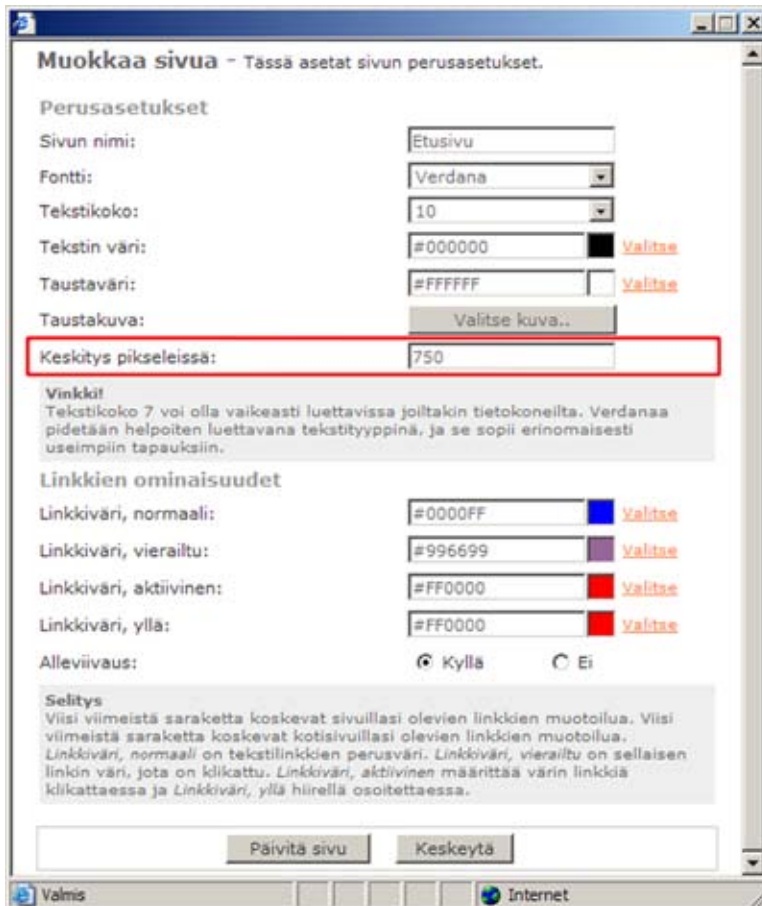 Muokkaa sivua - Tässä asetat sivun perusasetukset.
Perusasetukset
Sivun nimi: Etusivu
Fontti: Verdana
Tekstikoko: 10
Tekstin väri: #000000 Valitse
Taustaväri: #FFFFFF Valitse
Taustakuva: Valitse kuva..
Keskitys pikseleissä: 750
Vinkki!
Tekstikoko 7 voi olla vaikeasti luettavissa joiltakin tietokoneilta. Verdanaa
pidetään helpoiten luettavana tekstityyppinä, ja se sopii erinomaisesti
useimpiin tapauksiin.
Linkkien ominaisuudet
Linkkiväri, normaali: #0000FF Valitse
Linkkiväri, vierailtu: #996699 Valitse
Linkkiväri, aktiivinen: #FF0000 Valitse
Linkkiväri, yllä: #FF0000 Valitse
Alleviivaus: Kyllä Ei
Selitys
Viisi viimeistä saraketta koskevat sivuillasi olevien linkkien muotoilua. Viisi
viimeistä saraketta koskevat kotisivuillasi olevien linkkien muotoilua.
Linkkiväri, normaali on tekstilinkkien perusväri. Linkkiväri, vierailtu on sellaisen
linkin väri, jota on klikattu. Linkkiväri, aktiivinen määrittää värin linkkiä
klikattaessa ja Linkkiväri, yllä hiirellä osoitettaessa.
Päivitä sivu Keskeytä
Valmis Internet